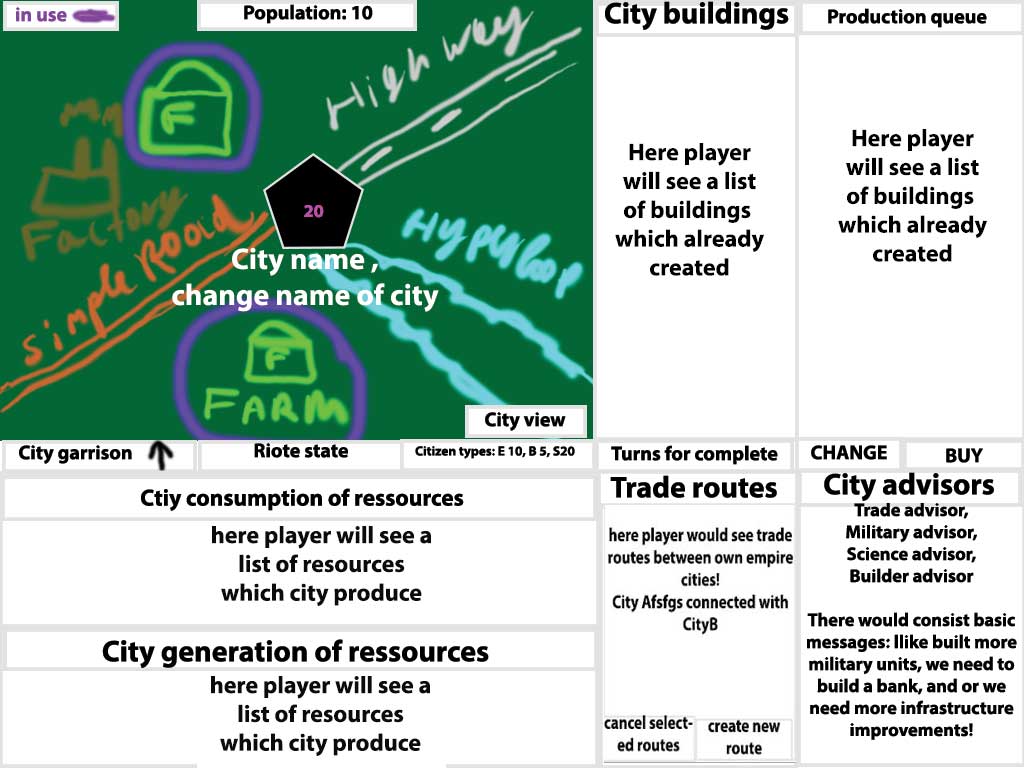 in use
Population: 10
Highway
F
Factory
20
Simple Rooad
Hypyloop
City name ,
change name of city
F
FARM
City view
City buildings
Here player
will see a list
of buildings
which already
created
Production queue
Here player
will see a list
of buildings
which already
created
City garrison
Riote state
Citizen types: E 10, B 5, S20
Turns for complete
CHANGE
BUY
Ctiy consumption of ressources
here player will see a
list of resources
which city produce
City generation of ressources
here player will see a
list of resources
which city produce
Trade routes
here player would see trade
routes between own empire
cities!
City Afsfgs connected with
CityB
cancel select-
ed routes
create new
route
City advisors
Trade advisor,
Military advisor,
Science advisor,
Builder advisor
There would consist basic
messages: llike built more
military units, we need to
build a bank, and or we
need more infrastructure
improvements!